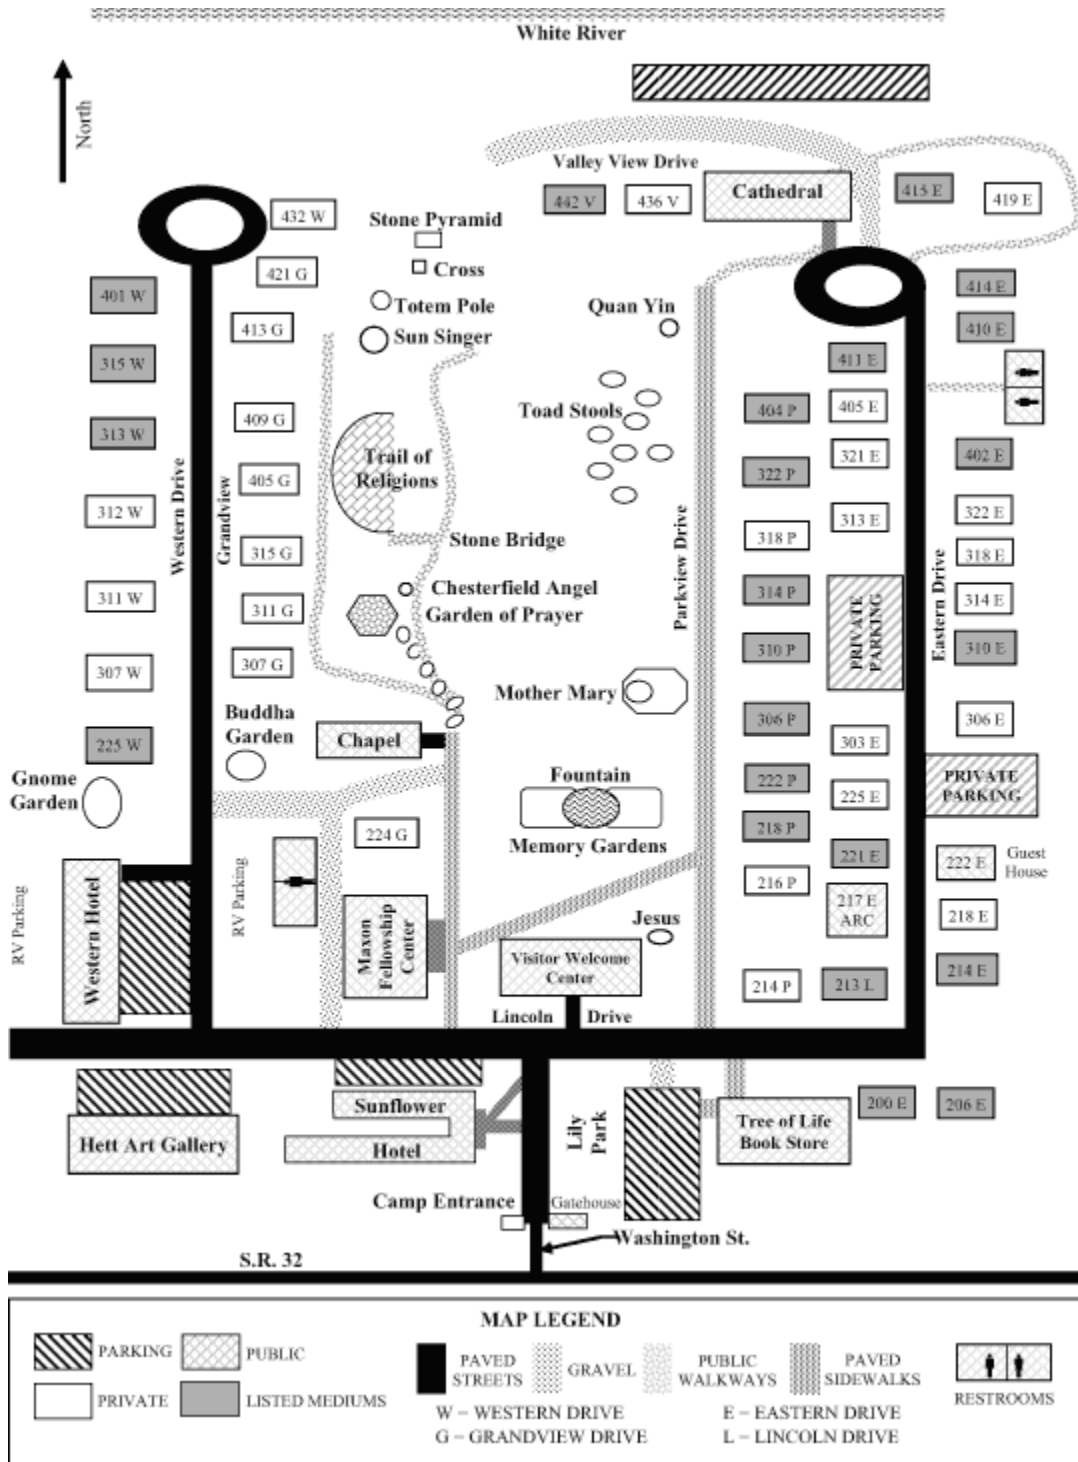 White River
North
Valley View Drive
442 V
436 V
Cathedral
415 E
419 E
432 W
Stone Pyramid
421 G
Cross
401 W
Totem Pole
Quan Yin
414 E
413 G
Sun Singer
410 E
315 W
411 E
409 G
Toad Stools
404 P
405 E
313 W
Trail of
Religions
321 E
402 E
405 G
322 P
312 W
Western Drive
Grandview
313 E
322 E
318 P
315 G
Stone Bridge
318 E
Parkview Drive
Chesterfield Angel
314 P
PRIVATE
PARKING
Eastern Drive
314 E
311 W
311 G
Garden of Prayer
310 P
310 E
307 W
307 G
Mother Mary
306 P
306 E
225 W
Buddha
Garden
Chapel
303 E
Gnome
Garden
Fountain
222 P
225 E
PRIVATE
PARKING
224 G
Memory Gardens
218 P
221 E
222 E
Guest
House
RV Parking
Western Hotel
RV Parking
216 P
217 E
ARC
218 E
Maxon
Fellowship
Center
Jesus
Visitor Welcome
Center
214 P
213 L
214 E
Lincoln Drive
Sunflower
Hotel
Hett Art Gallery
Lily
Park
Tree of Life
Book Store
200 E
206 E
Camp Entrance
Gatehouse
Washington St.
S.R. 32
MAP LEGEND
PARKING
PUBLIC
PRIVATE
LISTED MEDIUMS
PAVED
STREETS
GRAVEL
PUBLIC
WALKWAYS
PAVED
SIDEWALKS
RESTROOMS
W – WESTERN DRIVE
E – EASTERN DRIVE
G – GRANDVIEW DRIVE
L – LINCOLN DRIVE